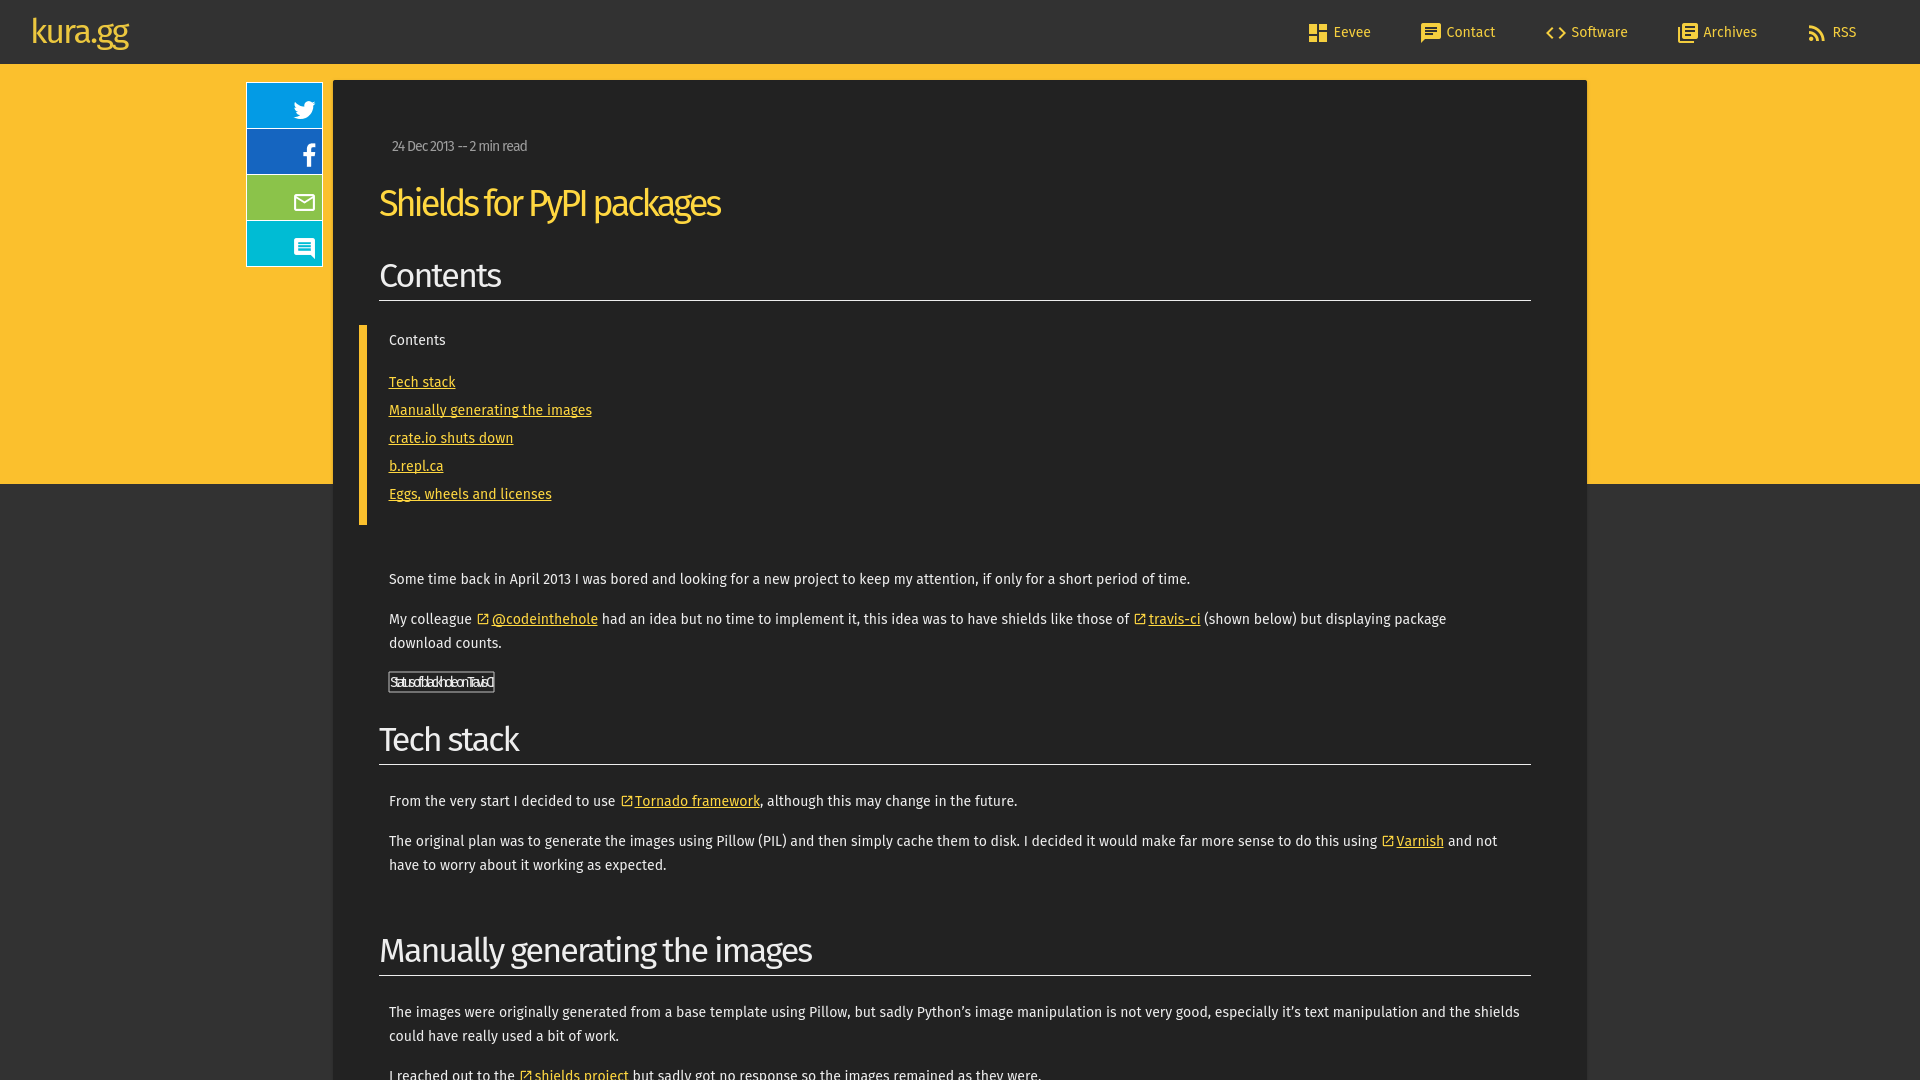 kura.gg
Eevee
Contact
Software
Archives
RSS
24 Dec 2013 -- 2 min read
Shields for PyPI packages
Contents
Contents
Tech stack
Manually generating the images
crate.io shuts down
b.repl.ca
Eggs, wheels and licenses
Some time back in April 2013 I was bored and looking for a new project to keep my attention, if only for a short period of time.
My colleague @codeinthehole had an idea but no time to implement it, this idea was to have shields like those of travis-ci (shown below) but displaying package
download counts.
Status of blackhole on Travis CI
Tech stack
From the very start I decided to use Tornado framework, although this may change in the future.
The original plan was to generate the images using Pillow (PIL) and then simply cache them to disk. I decided it would make far more sense to do this using Varnish and not
have to worry about it working as expected.
Manually generating the images
The images were originally generated from a base template using Pillow, but sadly Python’s image manipulation is not very good, especially it’s text manipulation and the shields
could have really used a bit of work.
I reached out to the shields project but sadly got no response so the images remained as they were.